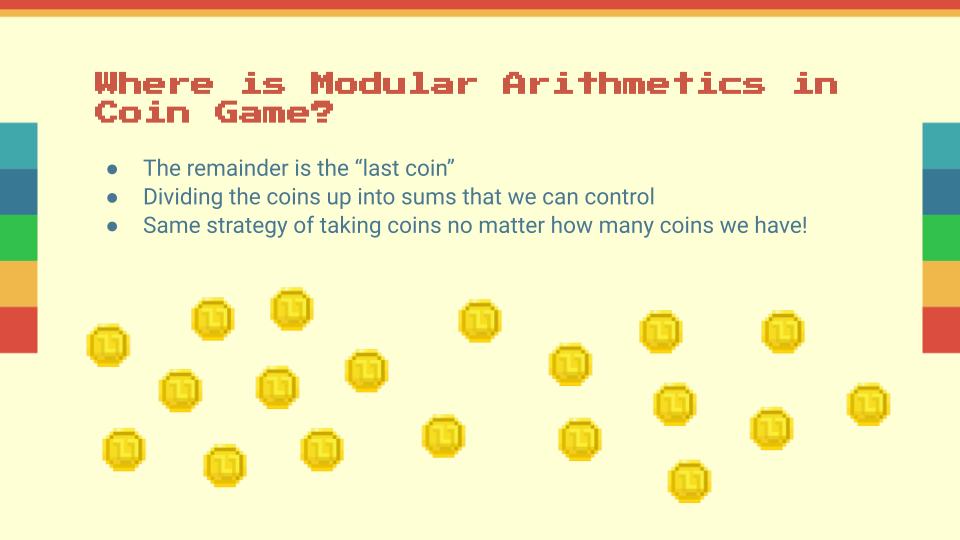 Where is Modular Arithmetics in
Coin Game?
● The remainder is the “last coin”
● Dividing the coins up into sums that we can control
● Same strategy of taking coins no matter how many coins we have!